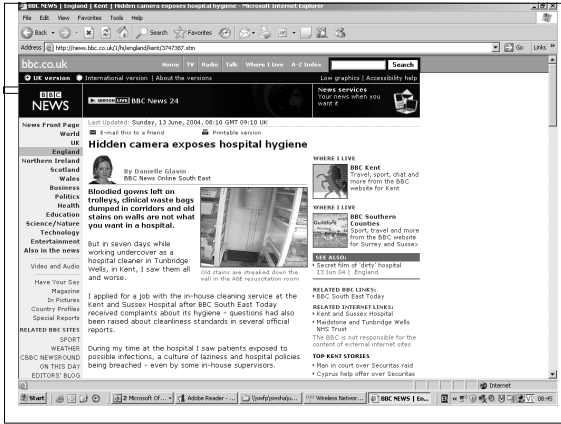 BBC NEWS | England | Kent | Hidden camera exposes hospital hygiene - Microsoft Internet Explorer
File Edit View Favorites Tools Help
Back Search Favorites
Address http://news.bbc.co.uk/1/hi/england/kent/3747387.stm Go Links »
bbc.co.uk Home TV Radio Talk Where I Live A-Z Index Search
UK version International version | About the versions Low graphics | Accessibility help
BBC NEWS WATCH LIVE BBC News 24
News services
Your news when you want it
Last Updated: Sunday, 13 June, 2004, 08:10 GMT 09:10 UK
E-mail this to a friend Printable version
Hidden camera exposes hospital hygiene
News Front Page
World
UK
England
Northern Ireland
Scotland
Wales
Business
Politics
Health
Education
Science/Nature
Technology
Entertainment
Also in the news
Video and Audio
Have Your Say
Magazine
In Pictures
Country Profiles
Special Reports
RELATED BBC SITES
SPORT
WEATHER
CBBC NEWSROUND
ON THIS DAY
EDITORS' BLOG
By Danielle Glavin
BBC News Online South East
Bloodied gowns left on
trolleys, clinical waste bags
dumped in corridors and old
stains on walls are not what
you want in a hospital.
But in seven days while
working undercover as a
hospital cleaner in Tunbridge
Wells, in Kent, I saw them all
and worse.
Old stains are streaked down the
wall in the A&E resuscitation room
I applied for a job with the in-house cleaning service at the
Kent and Sussex Hospital after BBC South East Today
received complaints about its hygiene - questions had also
been raised about cleanliness standards in several official
reports.
During my time at the hospital I saw patients exposed to
possible infections, a culture of laziness and hospital policies
being breached - even by some in-house supervisors.
WHERE I LIVE
BBC Kent
Travel, sport, chat and
more from the BBC
website for Kent
WHERE I LIVE
BBC Southern
Counties
Sport, travel and more
from the BBC website
for Surrey and Sussex
SEE ALSO:
Secret film of 'dirty' hospital
13 Jun 04 | England
RELATED BBC LINKS:
BBC South East Today
RELATED INTERNET LINKS:
Kent and Sussex Hospital
Maidstone and Tunbridge Wells
NHS Trust
The BBC is not responsible for the
content of external internet sites
TOP KENT STORIES
Men in court over Securitas raid
Cyprus help offer over Securitas
Internet
Start 2 Microsoft Of... Adobe Reader - ... Wireless Networ... BBC NEWS | En... 08:45